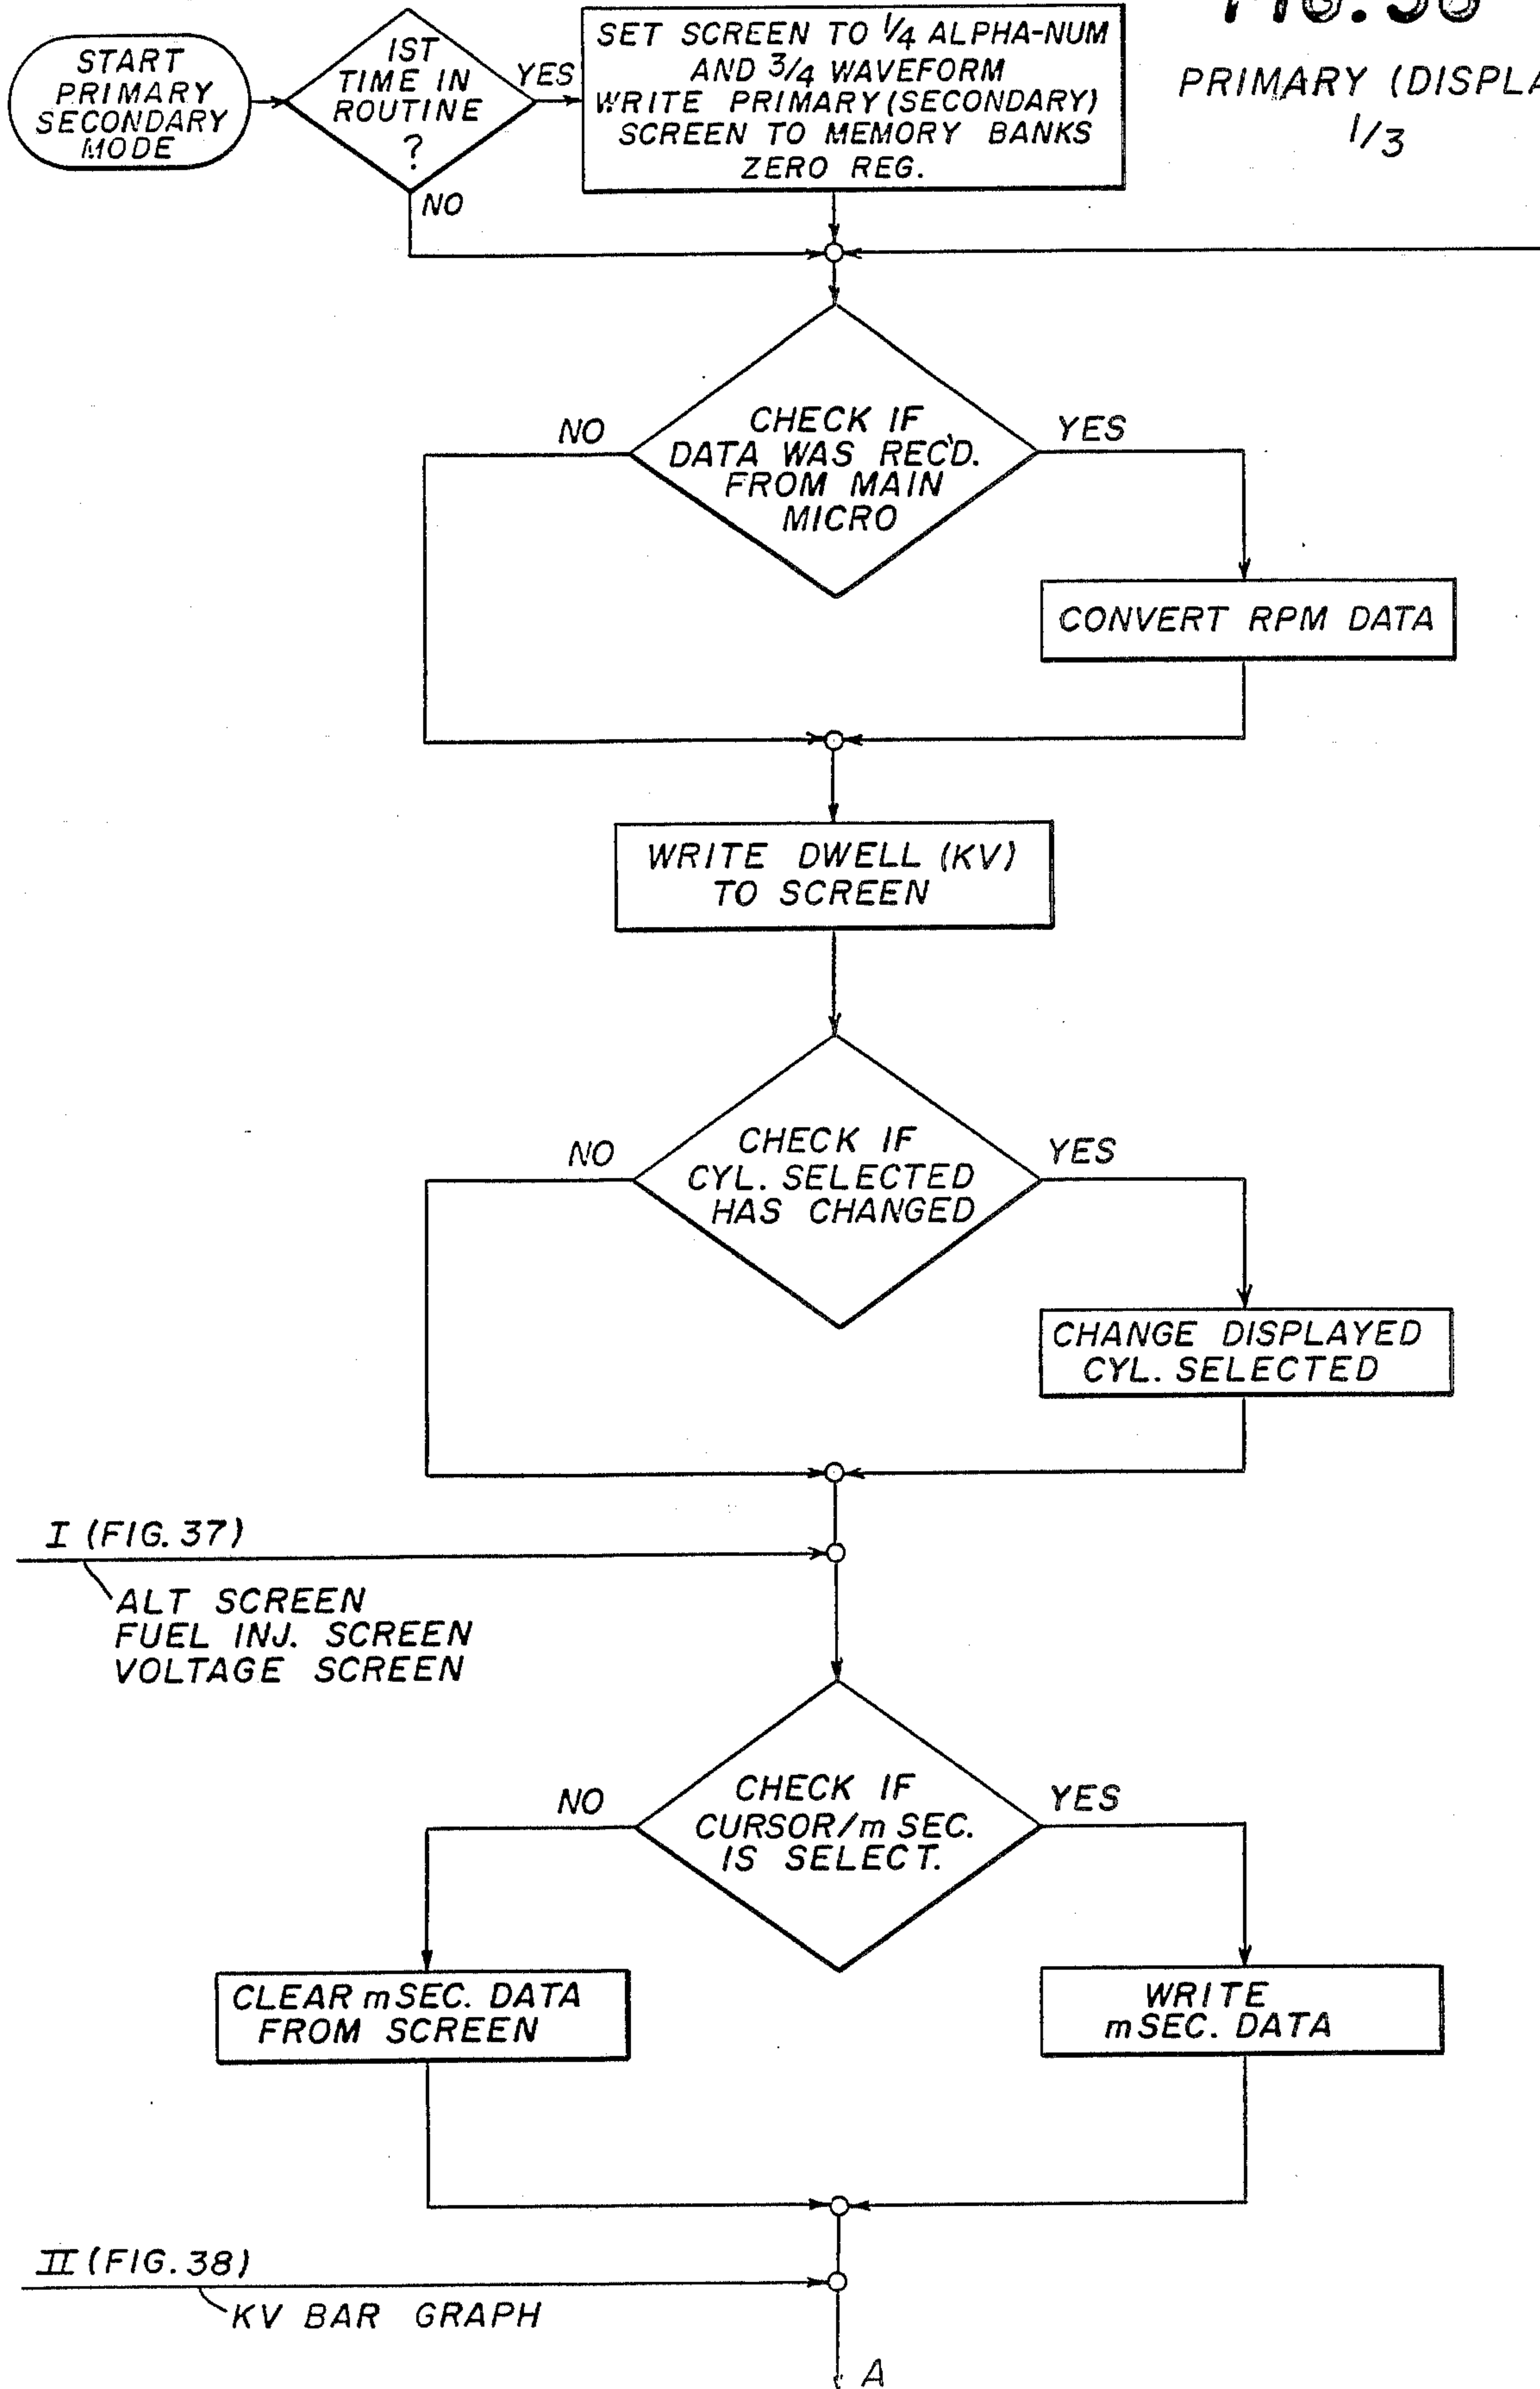 START
PRIMARY
SECONDARY
MODE
IST
TIME IN
ROUTINE
?
YES
NO
SET SCREEN TO 1/4 ALPHA-NUM
AND 3/4 WAVEFORM
WRITE PRIMARY (SECONDARY)
SCREEN TO MEMORY BANKS
ZERO REG.
PRIMARY (DISPLA
1/3
CHECK IF
DATA WAS REC'D.
FROM MAIN
MICRO
NO
YES
CONVERT RPM DATA
WRITE DWELL (KV)
TO SCREEN
CHECK IF
CYL. SELECTED
HAS CHANGED
NO
YES
CHANGE DISPLAYED
CYL. SELECTED
I (FIG. 37)
ALT SCREEN
FUEL INJ. SCREEN
VOLTAGE SCREEN
CHECK IF
CURSOR/m SEC.
IS SELECT.
NO
YES
CLEAR mSEC. DATA
FROM SCREEN
WRITE
mSEC. DATA
II (FIG. 38)
KV BAR GRAPH
A